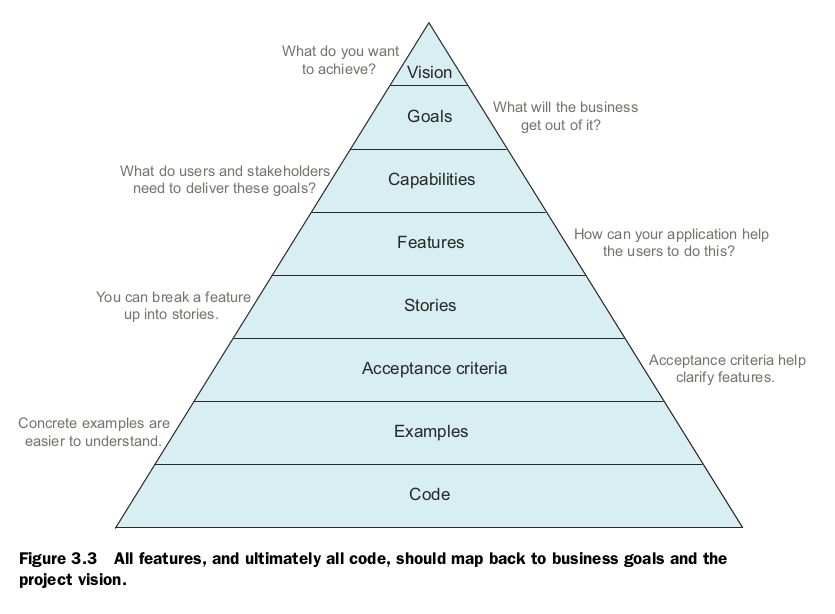 What do you want
to achieve?
Vision
Goals
What will the business
get out of it?
What do users and stakeholders
need to deliver these goals?
Capabilities
Features
How can your application help
the users to do this?
You can break a feature
up into stories.
Stories
Acceptance criteria
Acceptance criteria help
clarify features.
Concrete examples are
easier to understand.
Examples
Code
Figure 3.3 All features, and ultimately all code, should map back to business goals and the
project vision.